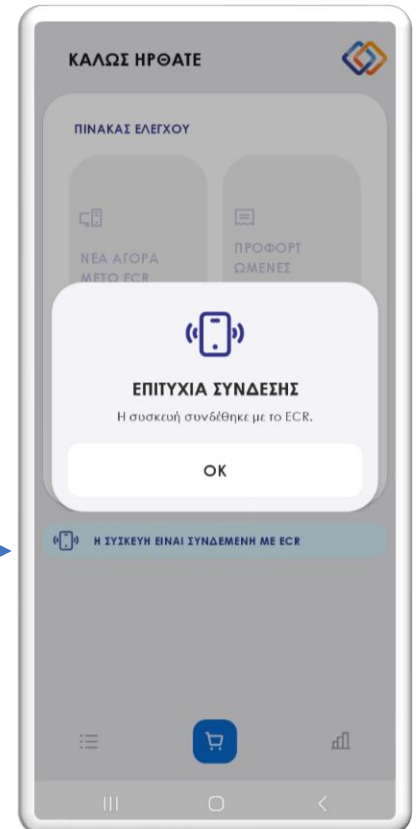 ΚΑΛΩΣ ΗΡΘΑΤΕ
ΠΙΝΑΚΑΣ ΕΛΕΓΧΟΥ
ΝΕΑ ΑΓΟΡΑ
ΜΕΣΩ ECR
ΠΡΟΦΟΡΤ
ΩΜΕΝΕΣ
ΕΠΙΤΥΧΙΑ ΣΥΝΔΕΣΗΣ
Η συσκευή συνδέθηκε με το ECR.
OK
Η ΣΥΣΚΕΥΗ ΕΙΝΑΙ ΣΥΝΔΕΜΕΝΗ ΜΕ ECR